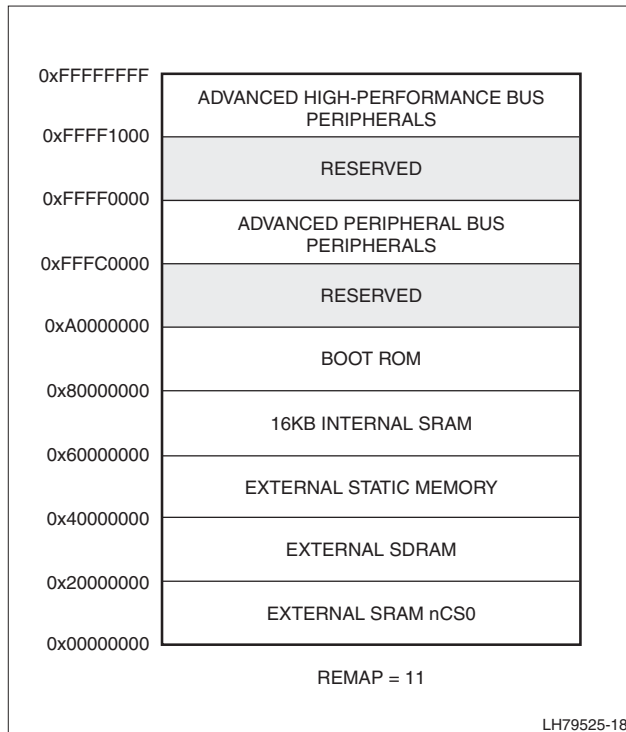 0xFFFFFFFF
ADVANCED HIGH-PERFORMANCE BUS
PERIPHERALS
0xFFFF1000
RESERVED
0xFFFF0000
ADVANCED PERIPHERAL BUS
PERIPHERALS
0xFFFC0000
RESERVED
0xA0000000
BOOT ROM
0x80000000
16KB INTERNAL SRAM
0x60000000
EXTERNAL STATIC MEMORY
0x40000000
EXTERNAL SDRAM
0x20000000
EXTERNAL SRAM nCS0
0x00000000
REMAP = 11
LH79525-18